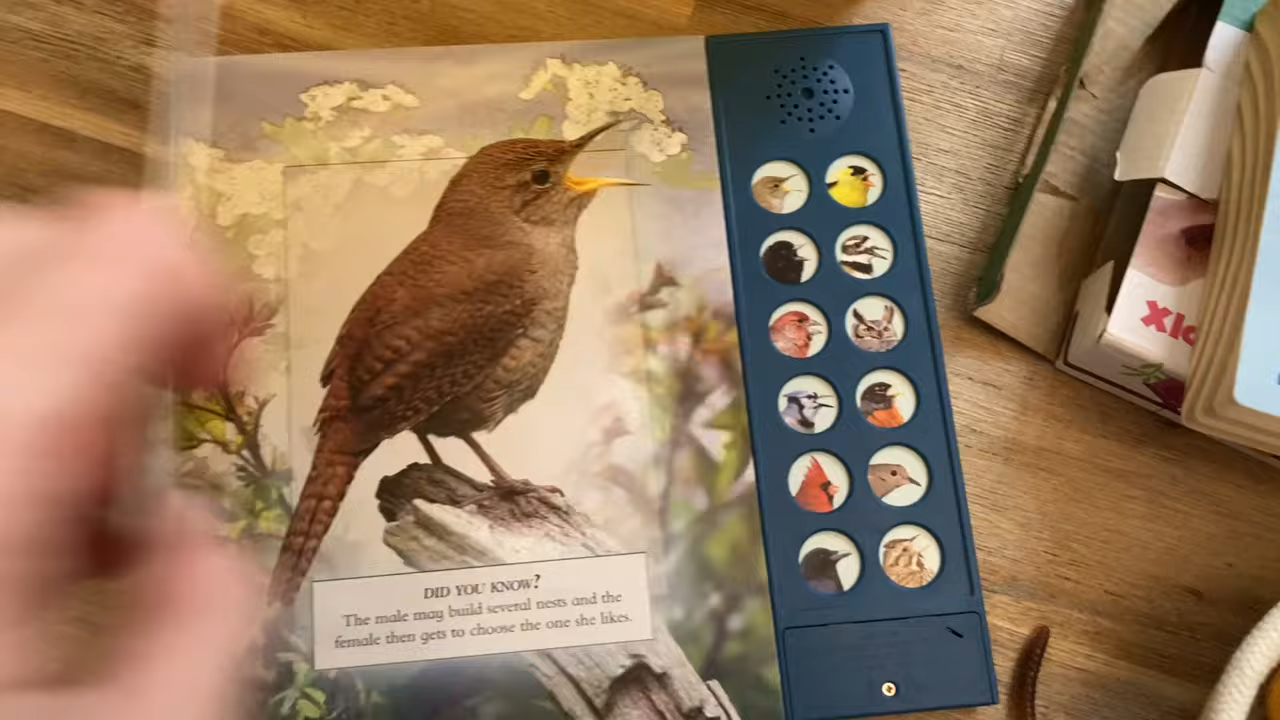 DID YOU KNOW?
The male may build several nests and the
female then gets to choose the one she likes.